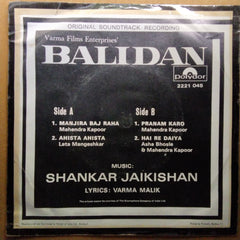 ORIGINAL SOUNDTRACK RECORDING
Varma Films Enterprises'
BALIDAN
Polydor
2221 045
Side A
1. MANJIRA BAJ RAHA
Mahendra Kapoor
2. AHISTA AHISTA
Lata Mangeshkar
Side B
1. PRANAM KARO
Mahendra Kapoor
2. HAI RE DAIYA
Asha Bhosle
& Mahendra Kapoor
MUSIC:
SHANKAR JAIKISHAN
LYRICS: VARMA MALIK